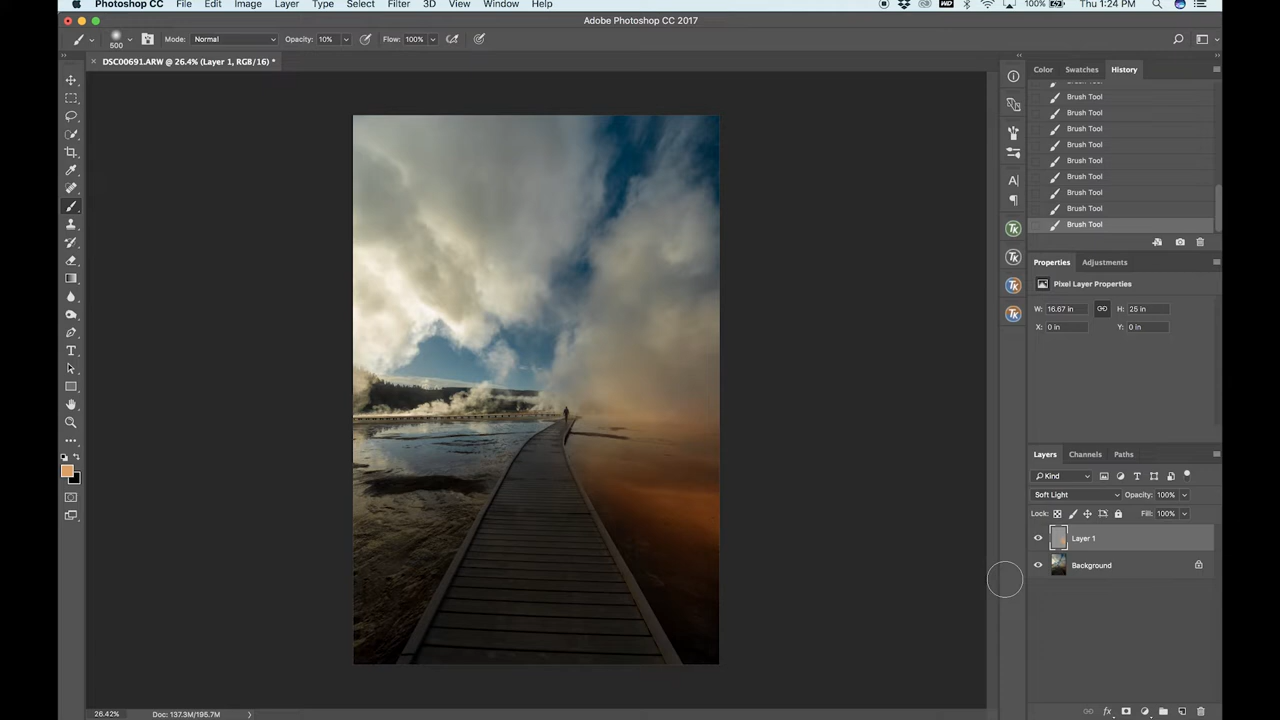 Photoshop CC File Edit Image Layer Type Select Filter 3D View Window Help 100% Thu 1:24 PM
Adobe Photoshop CC 2017
500 Mode: Normal Opacity: 10% Flow: 100%
DSC00691.ARW @ 26.4% (Layer 1, RGB/16) *
Color Swatches History
Brush Tool
Brush Tool
Brush Tool
Brush Tool
Brush Tool
Brush Tool
Brush Tool
Brush Tool
Brush Tool
Properties Adjustments
Pixel Layer Properties
W: 16.67 in H: 25 in
X: 0 in Y: 0 in
Layers Channels Paths
Kind
Soft Light Opacity: 100%
Lock: Fill: 100%
Layer 1
Background
TK
TK
TK
TK
26.42% Doc: 137.3M/195.7M